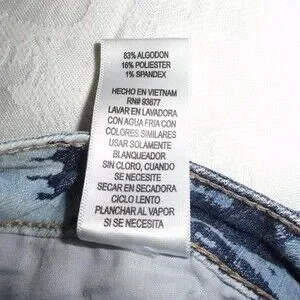 83% ALGODON
16% POLIESTER
1% SPANDEX
HECHO EN VIETNAM
RN# 93677
LAVAR EN LAVADORA
CON AGUA FRIA CON
COLORES SIMILARES
USAR SOLAMENTE
BLANQUEADOR
SIN CLORO, CUANDO
SE NECESITE
SECAR EN SECADORA
CICLO LENTO
PLANCHAR AL VAPOR
SI SE NECESITA